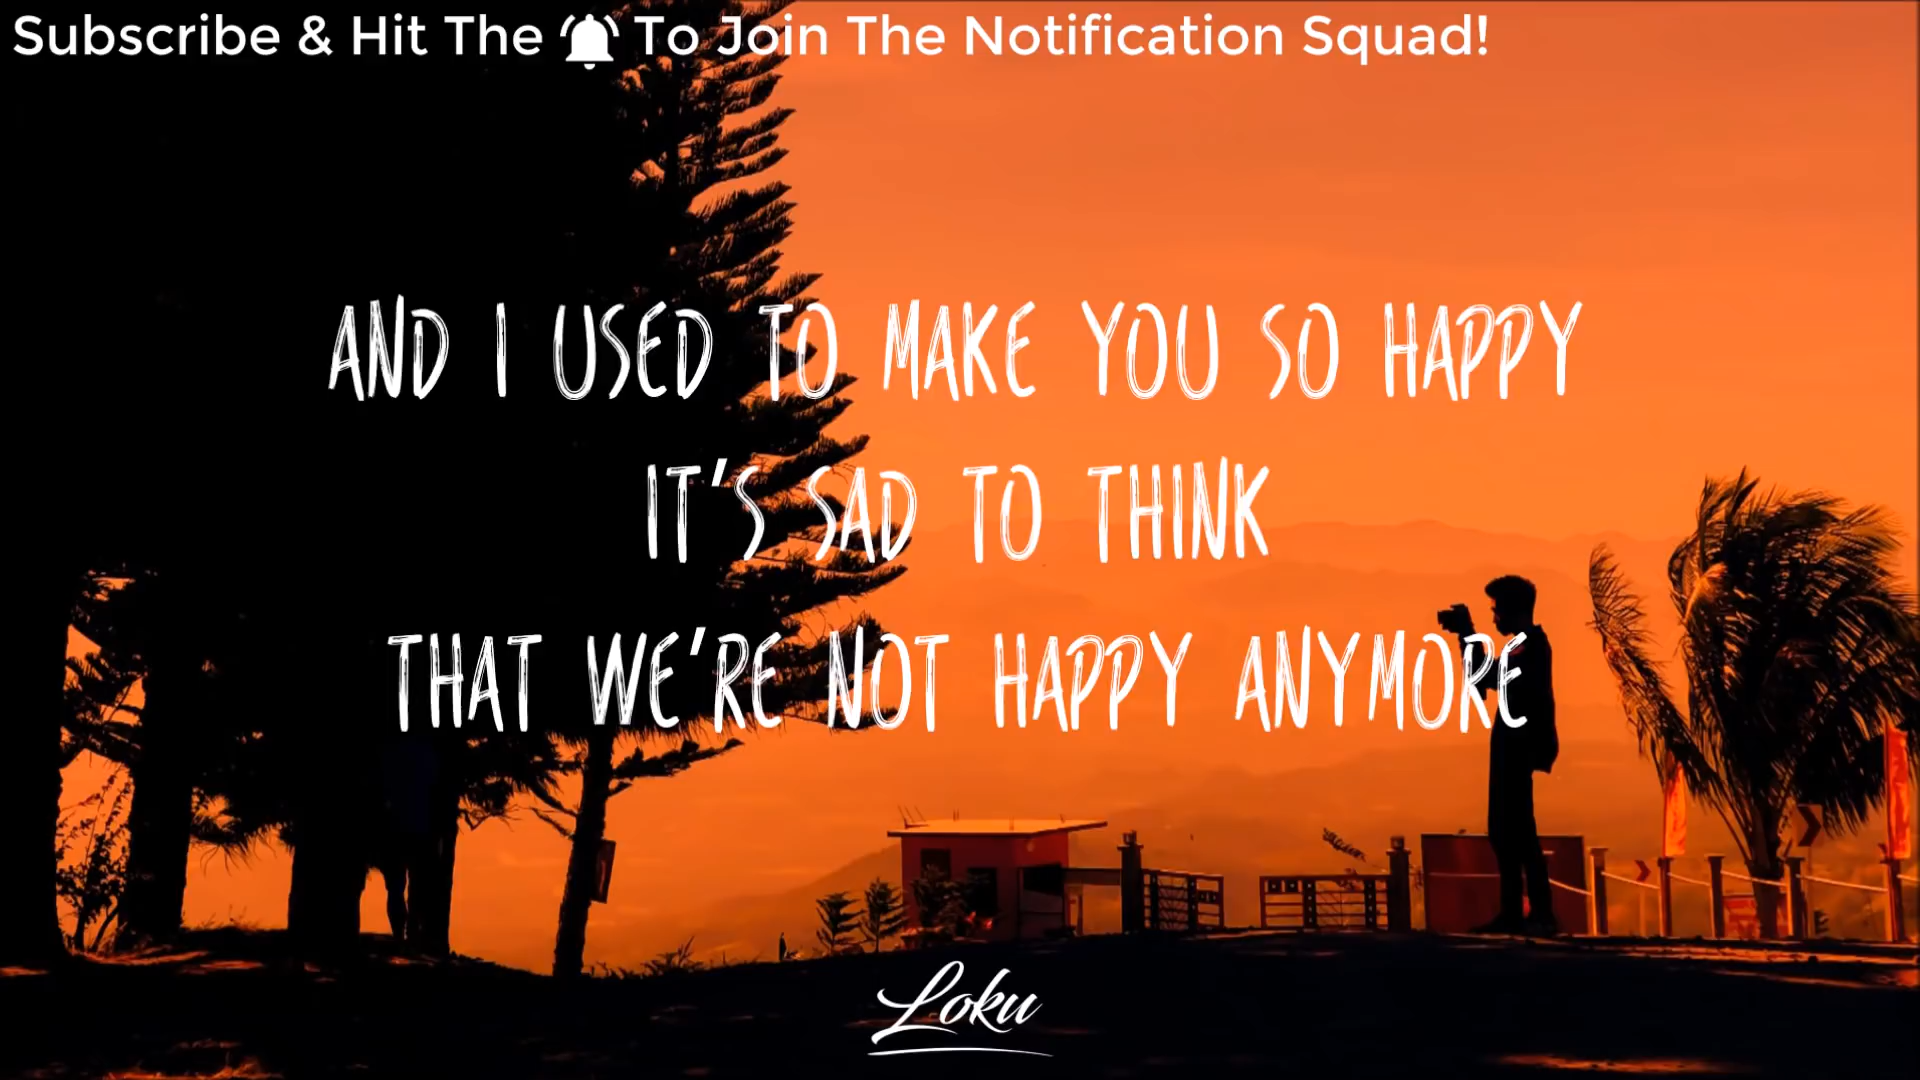 Subscribe & Hit The 🔔 To Join The Notification Squad!
AND I USED TO MAKE YOU SO HAPPY
IT'S SAD TO THINK
THAT WE'RE NOT HAPPY ANYMORE
Loku